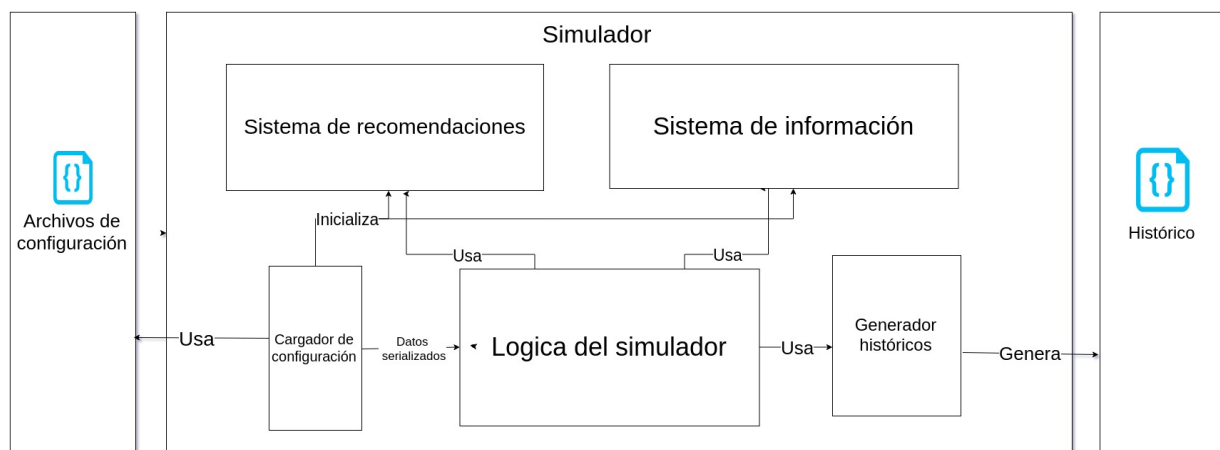 Simulador
Sistema de recomendaciones
Sistema de información
{}
Archivos de
configuración
{}
Histórico
Inicializa
Usa
Usa
Usa
Cargador de
configuración
Datos
serializados
Logica del simulador
Usa
Generador
históricos
Genera